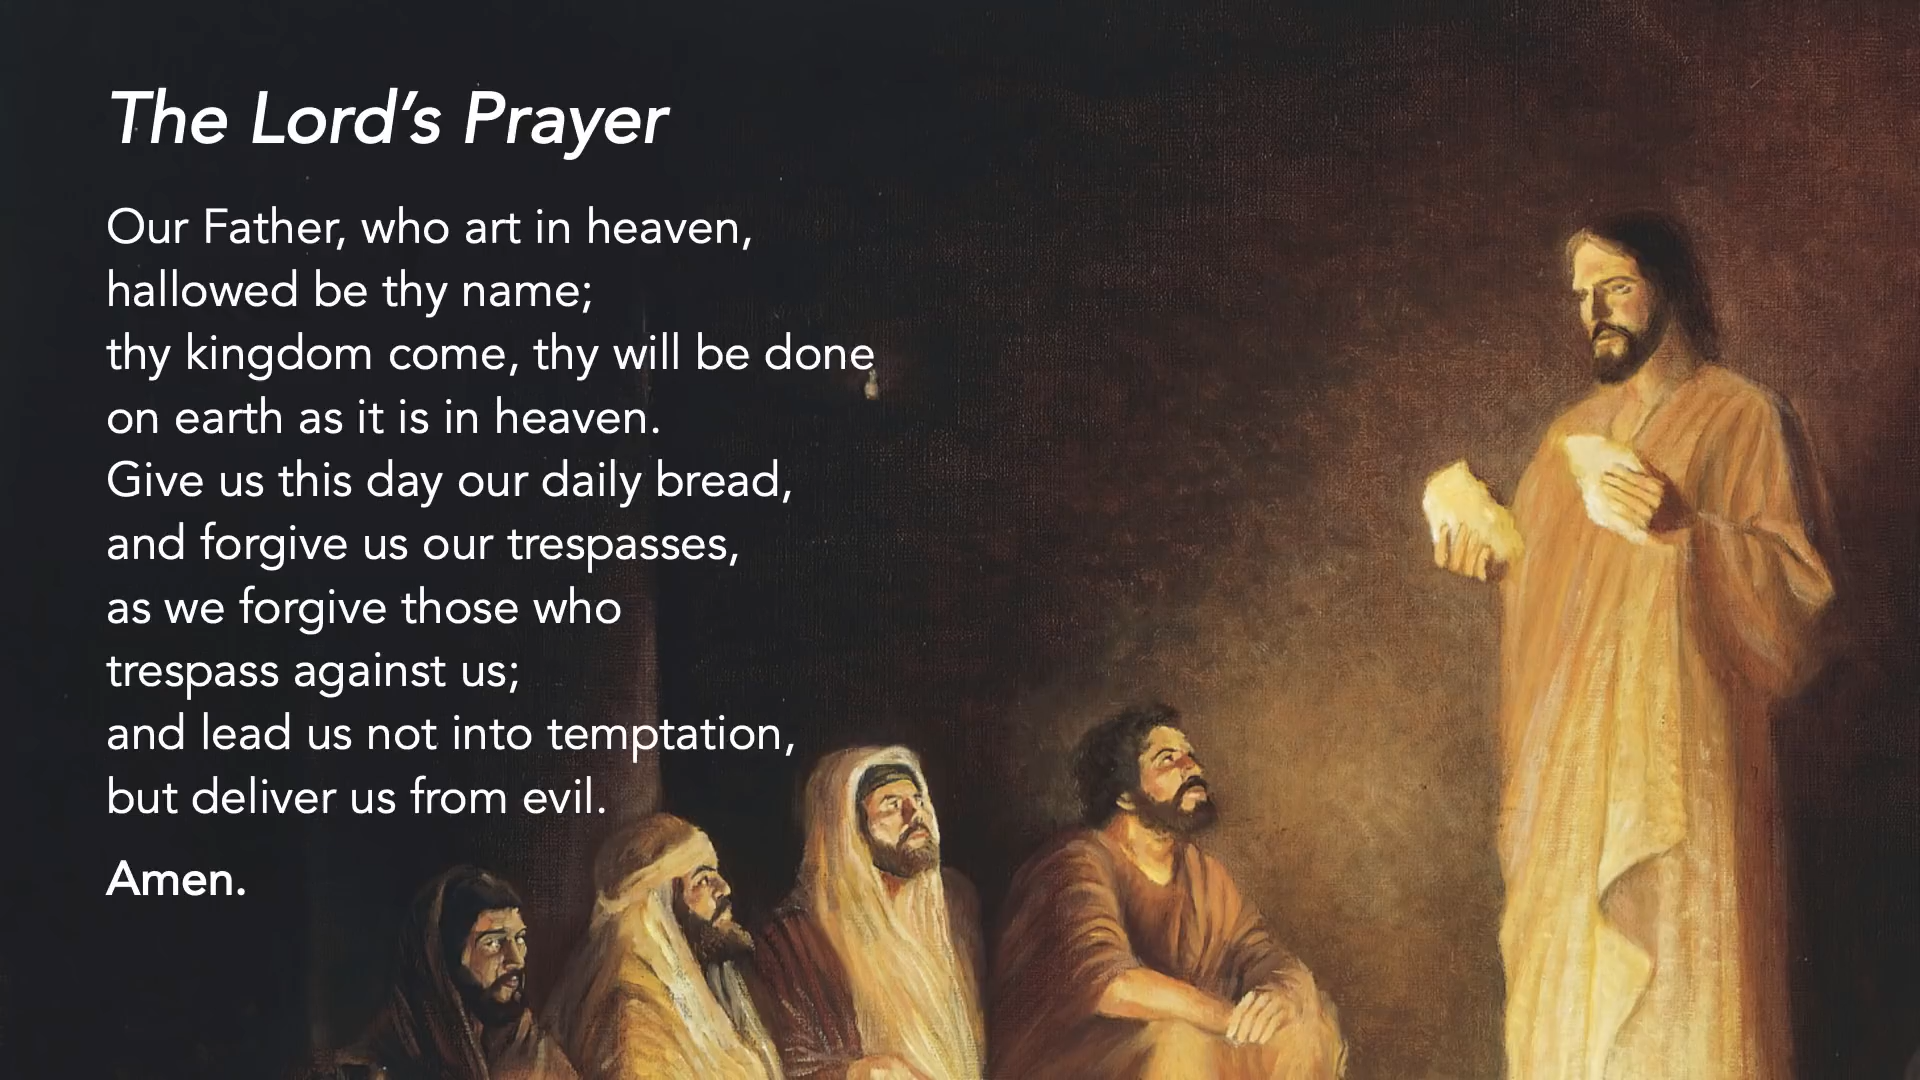 The Lord’s Prayer
Our Father, who art in heaven,
hallowed be thy name;
thy kingdom come, thy will be done
on earth as it is in heaven.
Give us this day our daily bread,
and forgive us our trespasses,
as we forgive those who
trespass against us;
and lead us not into temptation,
but deliver us from evil.
Amen.